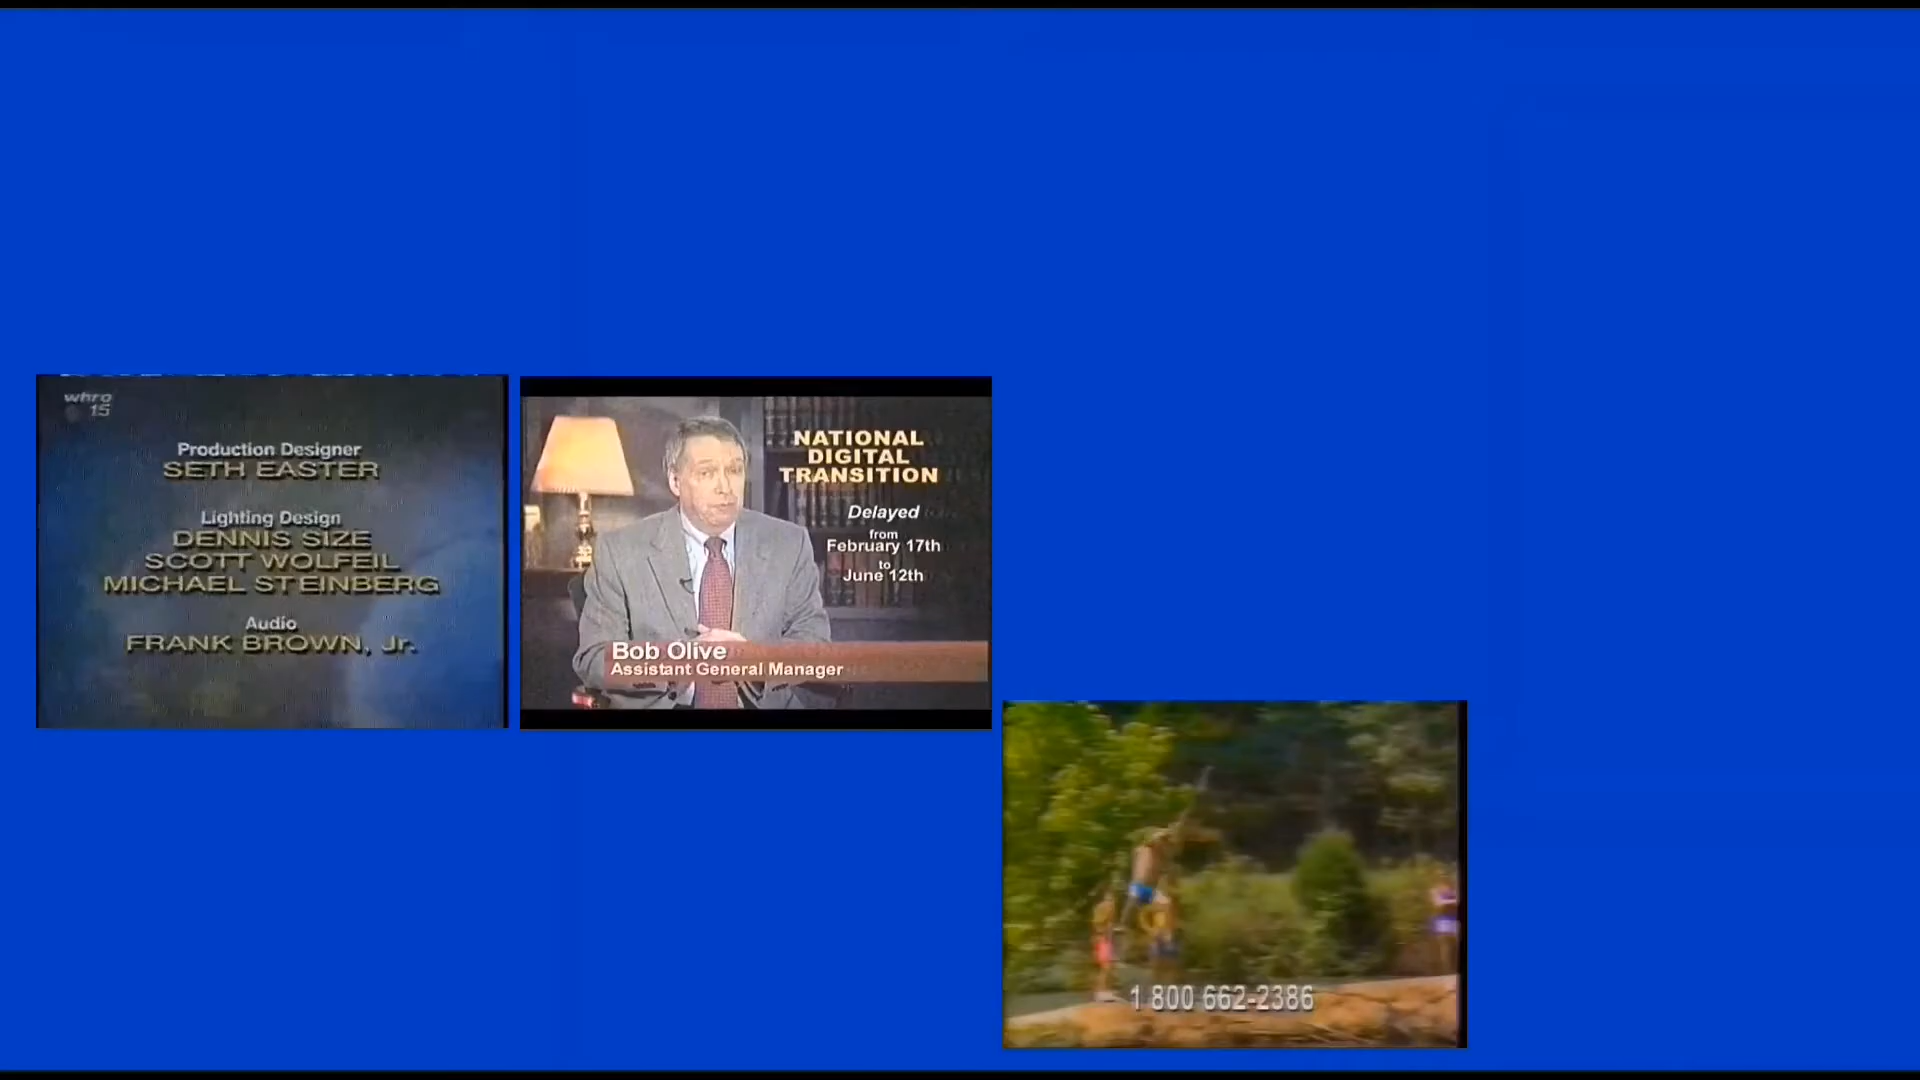 whro
15
Production Designer
SETH EASTER
Lighting Design
DENNIS SIZE
SCOTT WOLFEIL
MICHAEL STEINBERG
Audio
FRANK BROWN, Jr.
NATIONAL
DIGITAL
TRANSITION
Delayed
from
February 17th
to
June 12th
Bob Olive
Assistant General Manager
1 800 662-2386